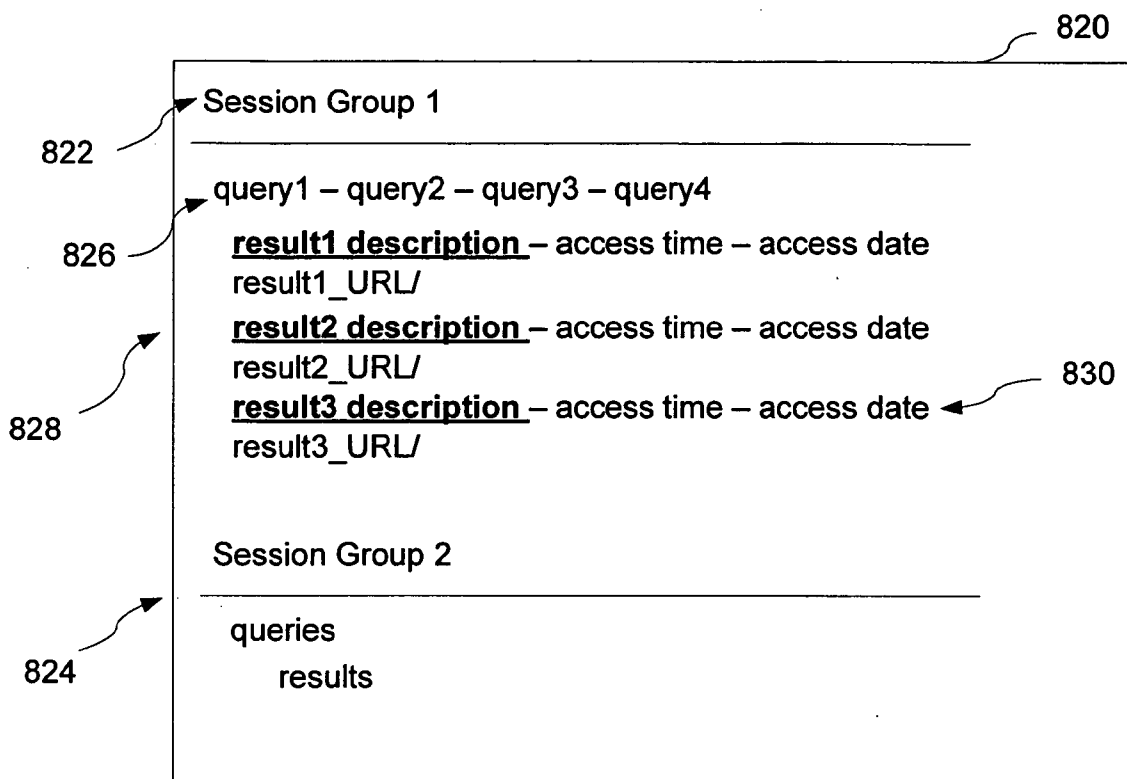 820
Session Group 1
822
query1 – query2 – query3 – query4
826
result1 description – access time – access date
result1_URL/
result2 description – access time – access date
result2_URL/
830
result3 description – access time – access date
828
result3_URL/
Session Group 2
824
queries
results